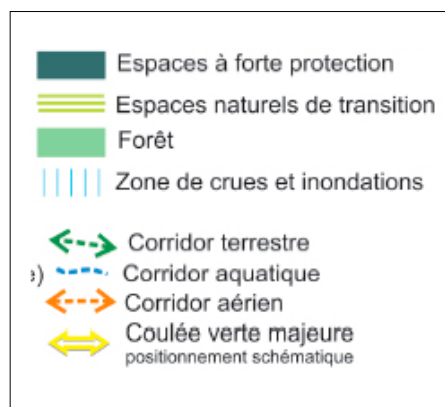 Espaces à forte protection
Espaces naturels de transition
Forêt
Zone de crues et inondations
Corridor terrestre
e) Corridor aquatique
Corridor aérien
Coulée verte majeure
positionnement schématique